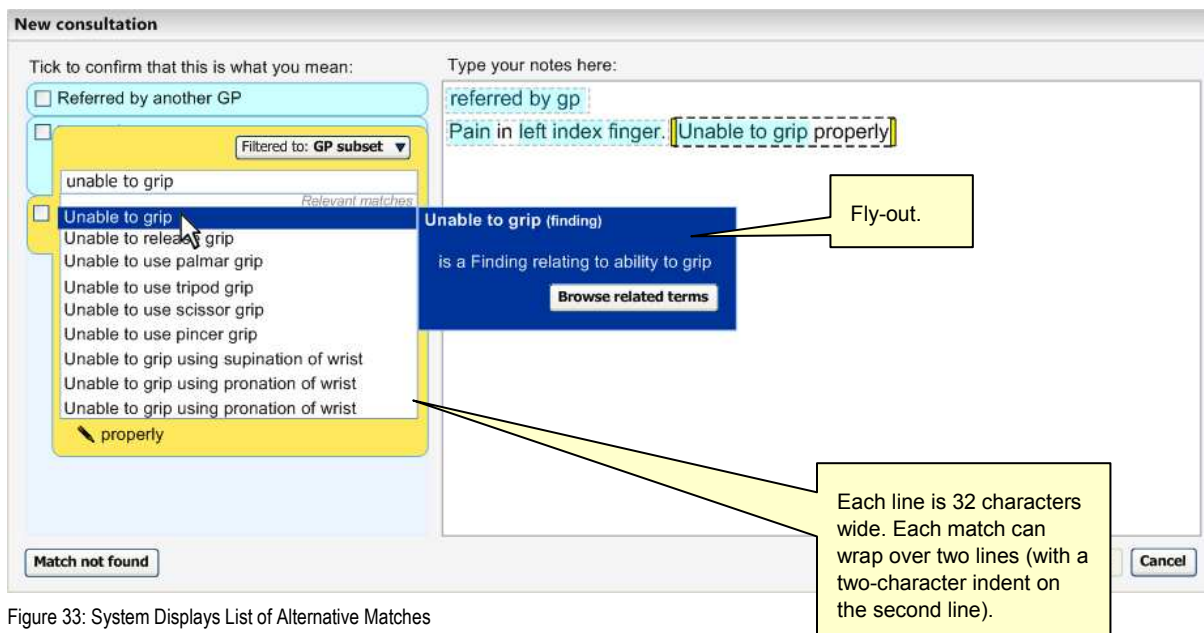 New consultation
Tick to confirm that this is what you mean:
Referred by another GP
Filtered to: GP subset
unable to grip
Relevant matches
Unable to grip
Unable to release grip
Unable to use palmar grip
Unable to use tripod grip
Unable to use scissor grip
Unable to use pincer grip
Unable to grip using supination of wrist
Unable to grip using pronation of wrist
Unable to grip using pronation of wrist
properly
Match not found
Type your notes here:
referred by gp
Pain in left index finger. Unable to grip properly
Unable to grip (finding)
is a Finding relating to ability to grip
Browse related terms
Fly-out.
Each line is 32 characters
wide. Each match can
wrap over two lines (with a
two-character indent on
the second line).
Cancel
Figure 33: System Displays List of Alternative Matches